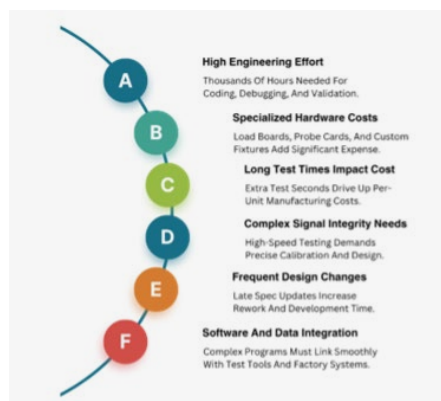 A
High Engineering Effort
Thousands Of Hours Needed For
Coding, Debugging, And Validation.
B
Specialized Hardware Costs
Load Boards, Probe Cards, And Custom
Fixtures Add Significant Expense.
C
Long Test Times Impact Cost
Extra Test Seconds Drive Up Per-
Unit Manufacturing Costs.
D
Complex Signal Integrity Needs
High-Speed Testing Demands
Precise Calibration And Design.
E
Frequent Design Changes
Late Spec Updates Increase
Rework And Development Time.
F
Software And Data Integration
Complex Programs Must Link Smoothly
With Test Tools And Factory Systems.